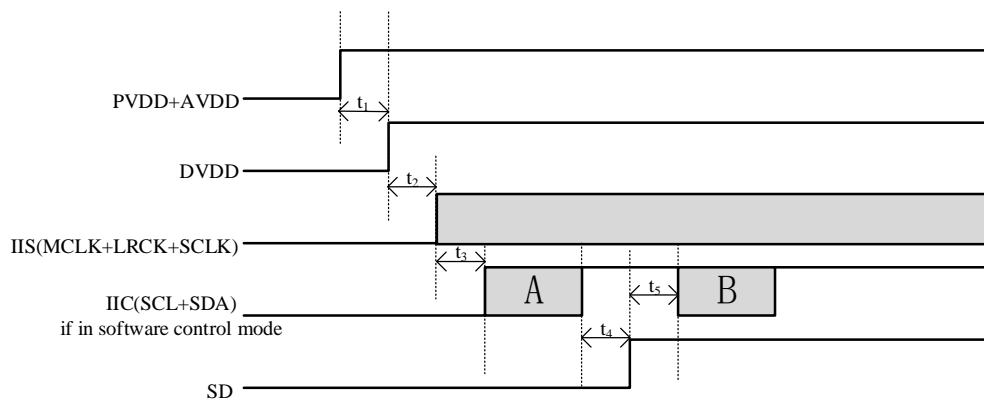 PVDD+AVDD
t1
DVDD
t2
IIS(MCLK+LRCK+SCLK)
t3
IIC(SCL+SDA)
if in software control mode
A
t5
B
t4
SD